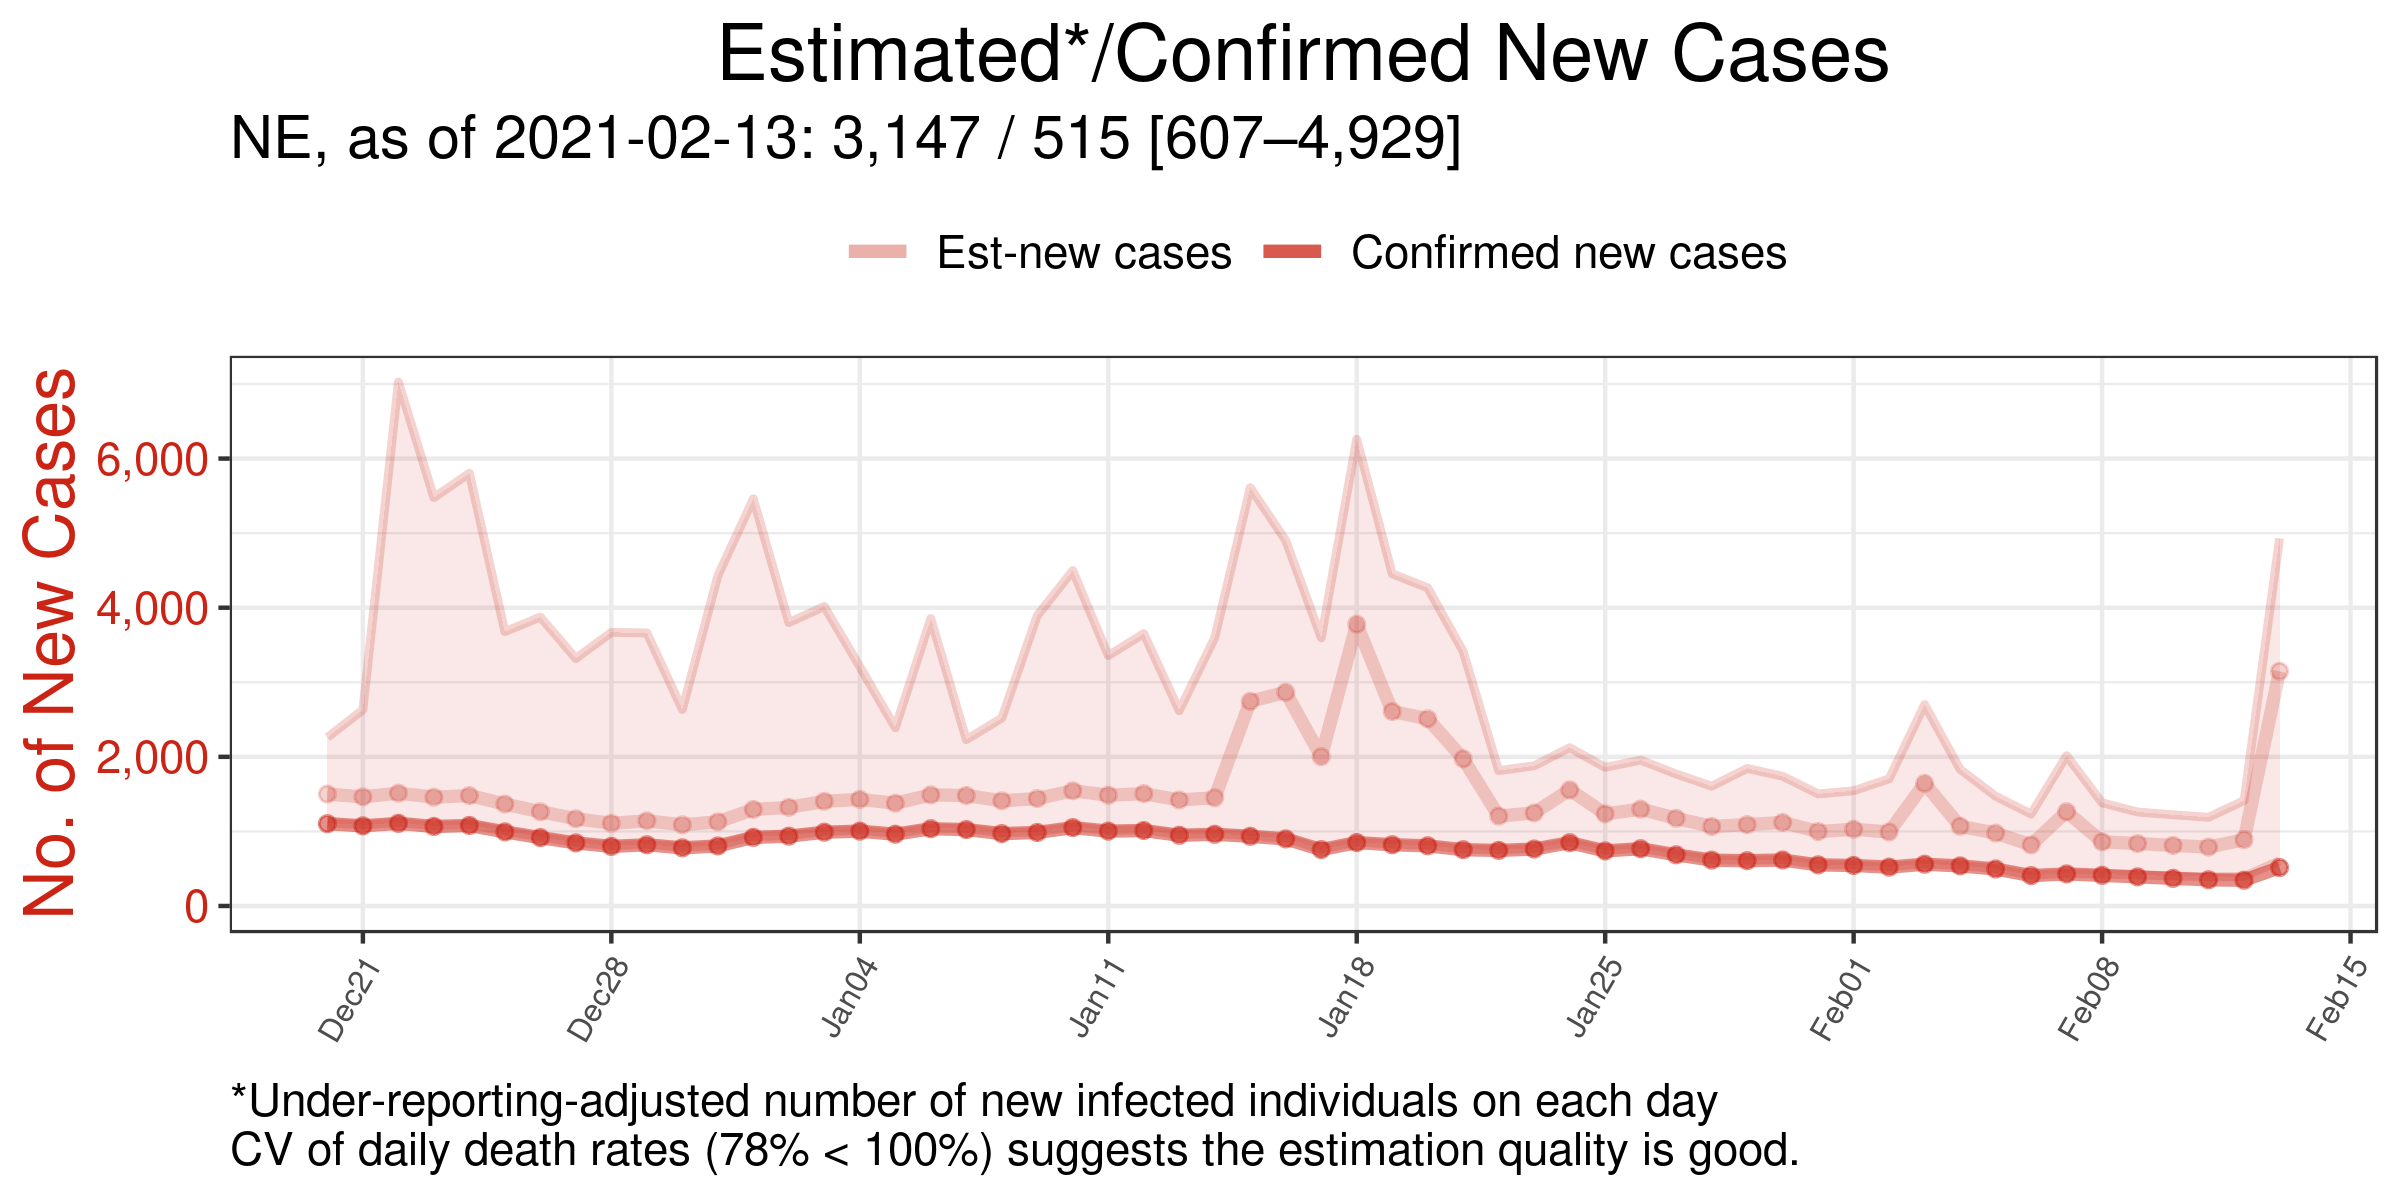 Estimated*/Confirmed New Cases
NE, as of 2021-02-13: 3,147 / 515 [607–4,929]
Est-new cases Confirmed new cases
No. of New Cases
6,000
4,000
2,000
0
Dec21 Dec28 Jan04 Jan11 Jan18 Jan25 Feb01 Feb08 Feb15
*Under-reporting-adjusted number of new infected individuals on each day
CV of daily death rates (78% < 100%) suggests the estimation quality is good.